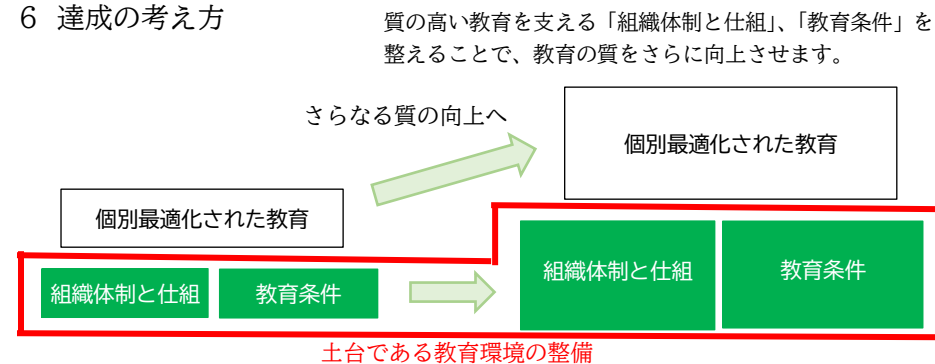 ６ 達成の考え方
質の高い教育を支える「組織体制と仕組」、「教育条件」を
整えることで、教育の質をさらに向上させます。
さらなる質の向上へ
個別最適化された教育
個別最適化された教育
組織体制と仕組
教育条件
組織体制と仕組
教育条件
土台である教育環境の整備